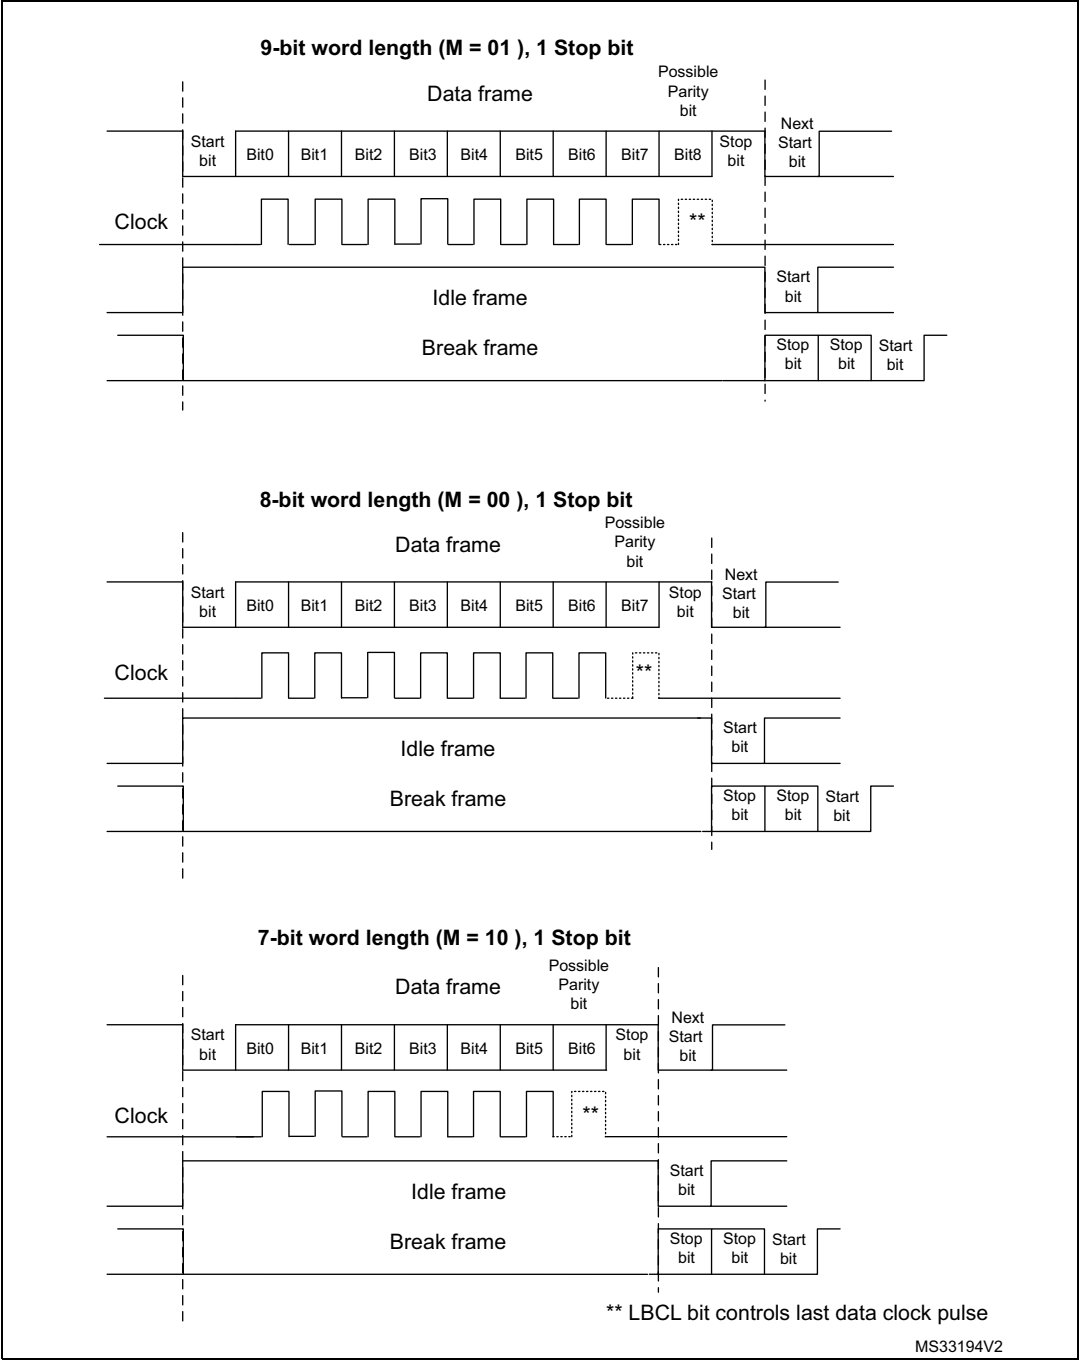 9-bit word length (M = 01 ), 1 Stop bit
Data frame
Possible
Parity
bit
Start
bit
Bit0
Bit1
Bit2
Bit3
Bit4
Bit5
Bit6
Bit7
Bit8
Stop
bit
Next
Start
bit
Clock
**
Idle frame
Start
bit
Break frame
Stop
bit
Stop
bit
Start
bit
8-bit word length (M = 00 ), 1 Stop bit
Data frame
Possible
Parity
bit
Start
bit
Bit0
Bit1
Bit2
Bit3
Bit4
Bit5
Bit6
Bit7
Stop
bit
Next
Start
bit
Clock
**
Idle frame
Start
bit
Break frame
Stop
bit
Stop
bit
Start
bit
7-bit word length (M = 10 ), 1 Stop bit
Data frame
Possible
Parity
bit
Start
bit
Bit0
Bit1
Bit2
Bit3
Bit4
Bit5
Bit6
Stop
bit
Next
Start
bit
Clock
**
Idle frame
Start
bit
Break frame
Stop
bit
Stop
bit
Start
bit
** LBCL bit controls last data clock pulse
MS33194V2